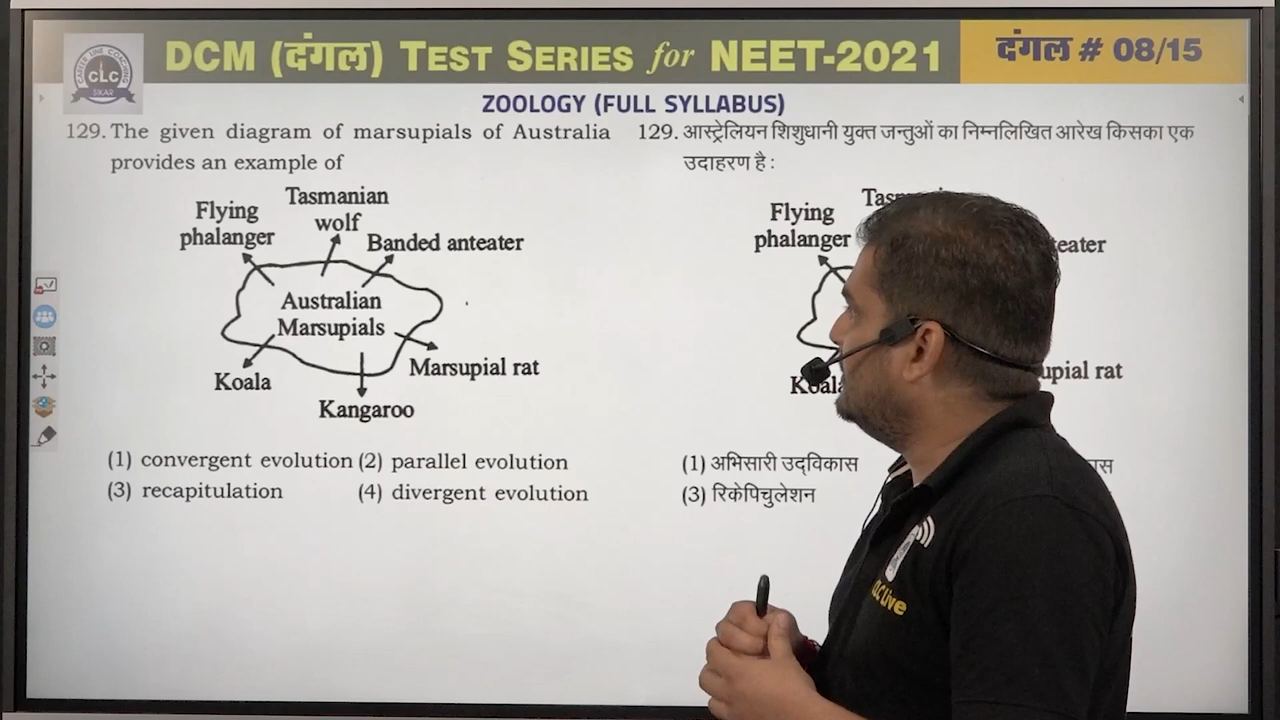 DCM (दंगल) TEST SERIES for NEET-2021
दंगल # 08/15
CLC
SIKAR
ZOOLOGY (FULL SYLLABUS)
129. The given diagram of marsupials of Australia
provides an example of
Flying
phalanger
Tasmanian
wolf
Banded anteater
Australian
Marsupials
Koala
Kangaroo
Marsupial rat
(1) convergent evolution (2) parallel evolution
(3) recapitulation (4) divergent evolution
129. आस्ट्रेलियन शिशुधानी युक्त जन्तुओं का निम्नलिखित आरेख किसका एक
उदाहरण है :
Flying
phalanger
Koala
rat
(1) अभिसारी उद्‌विकास
(3) रिकेपिचुलेशन
Live